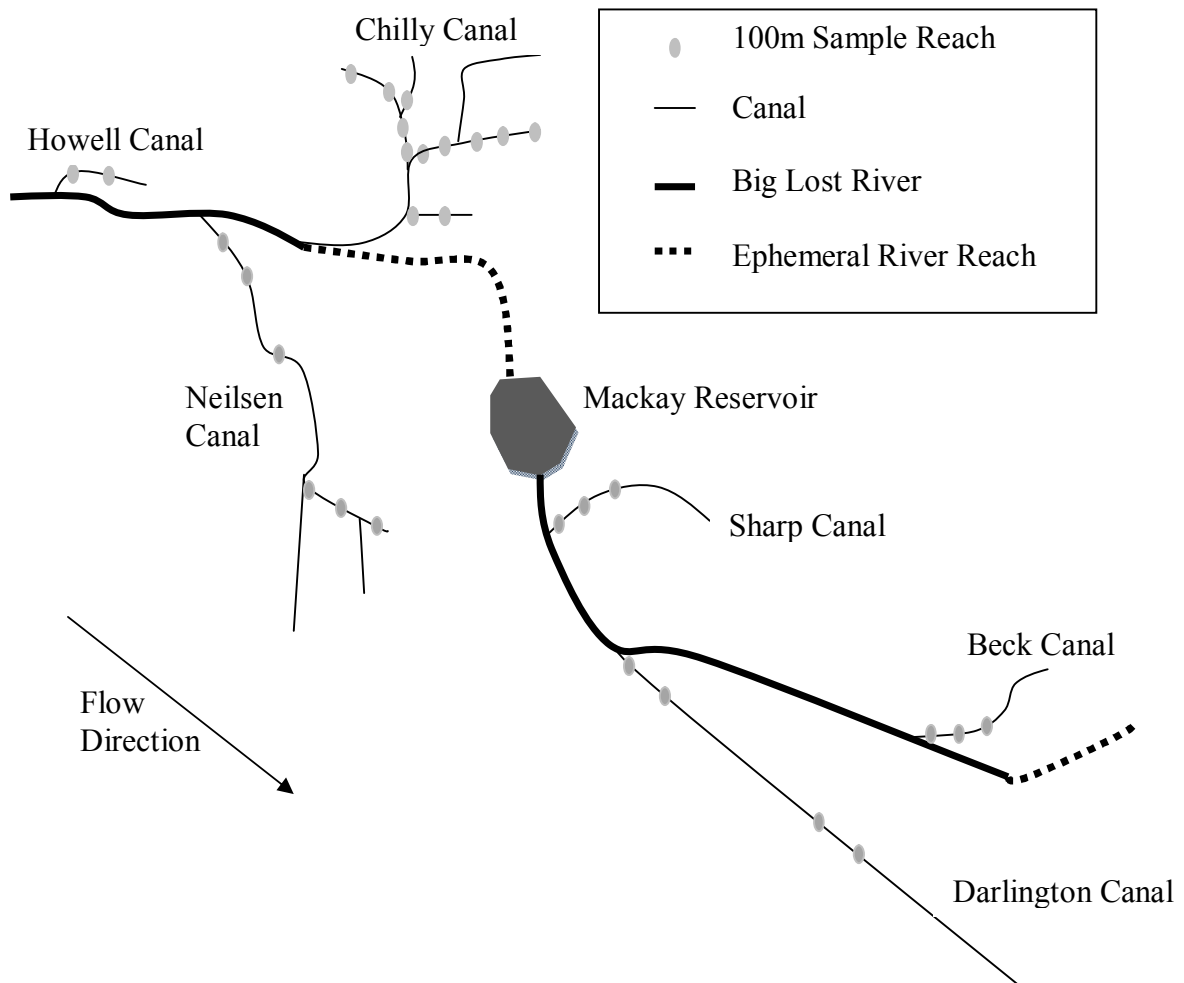 Chilly Canal
100m Sample Reach
Canal
Big Lost River
Ephemeral River Reach
Howell Canal
Neilsen
Canal
Mackay Reservoir
Sharp Canal
Beck Canal
Flow
Direction
Darlington Canal